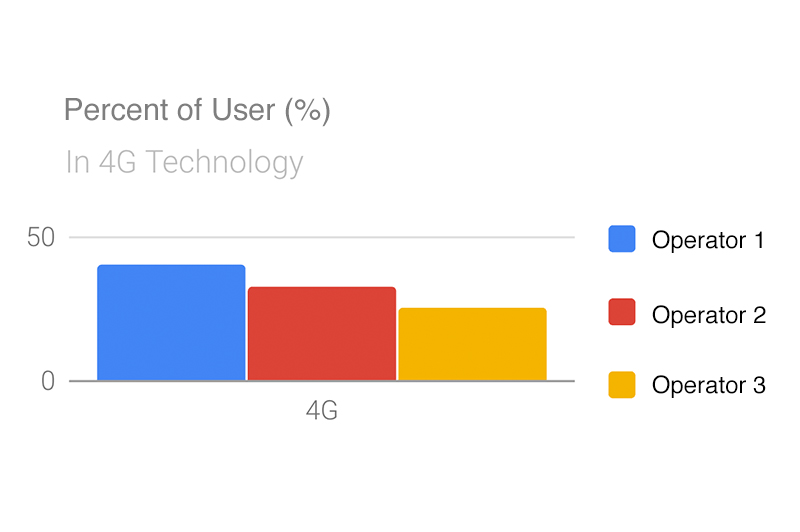 Percent of User (%)
In 4G Technology
50
0
4G
Operator 1
Operator 2
Operator 3